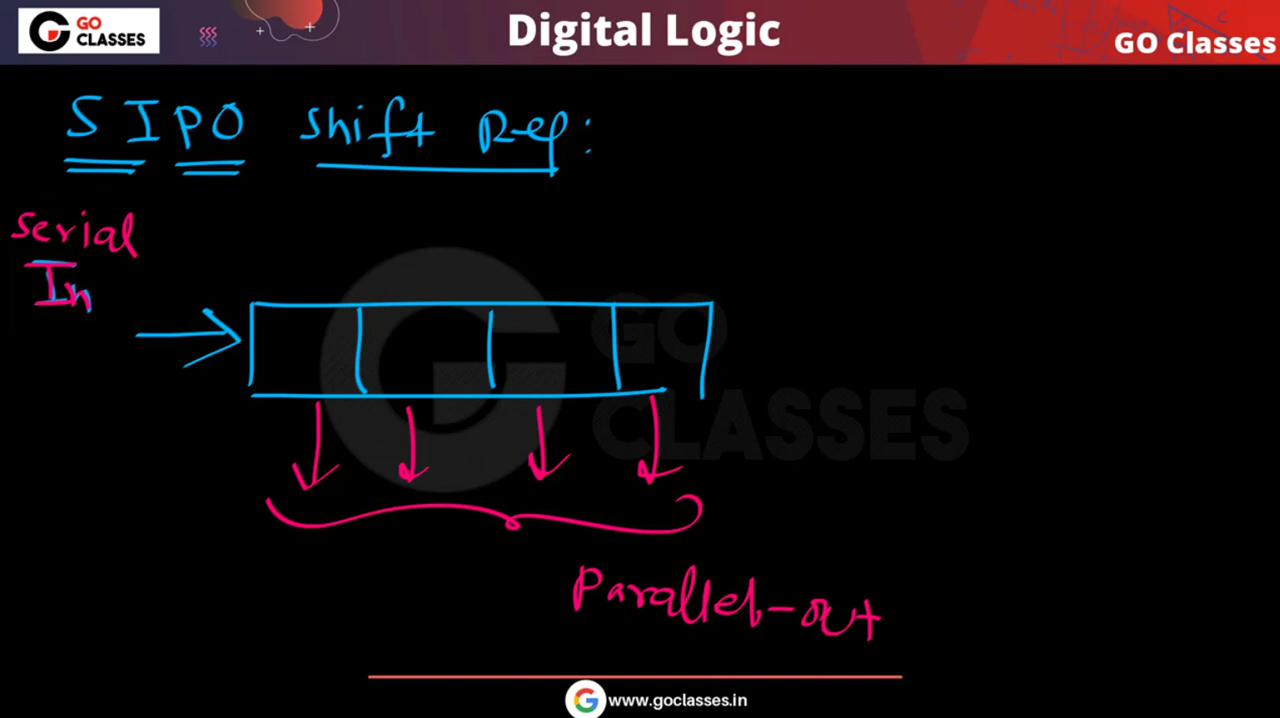 GO
CLASSES
Digital Logic
GO Classes
SIPO Shift Reg:
Serial
In
GO
CLASSES
Parallel-out
www.goclasses.in